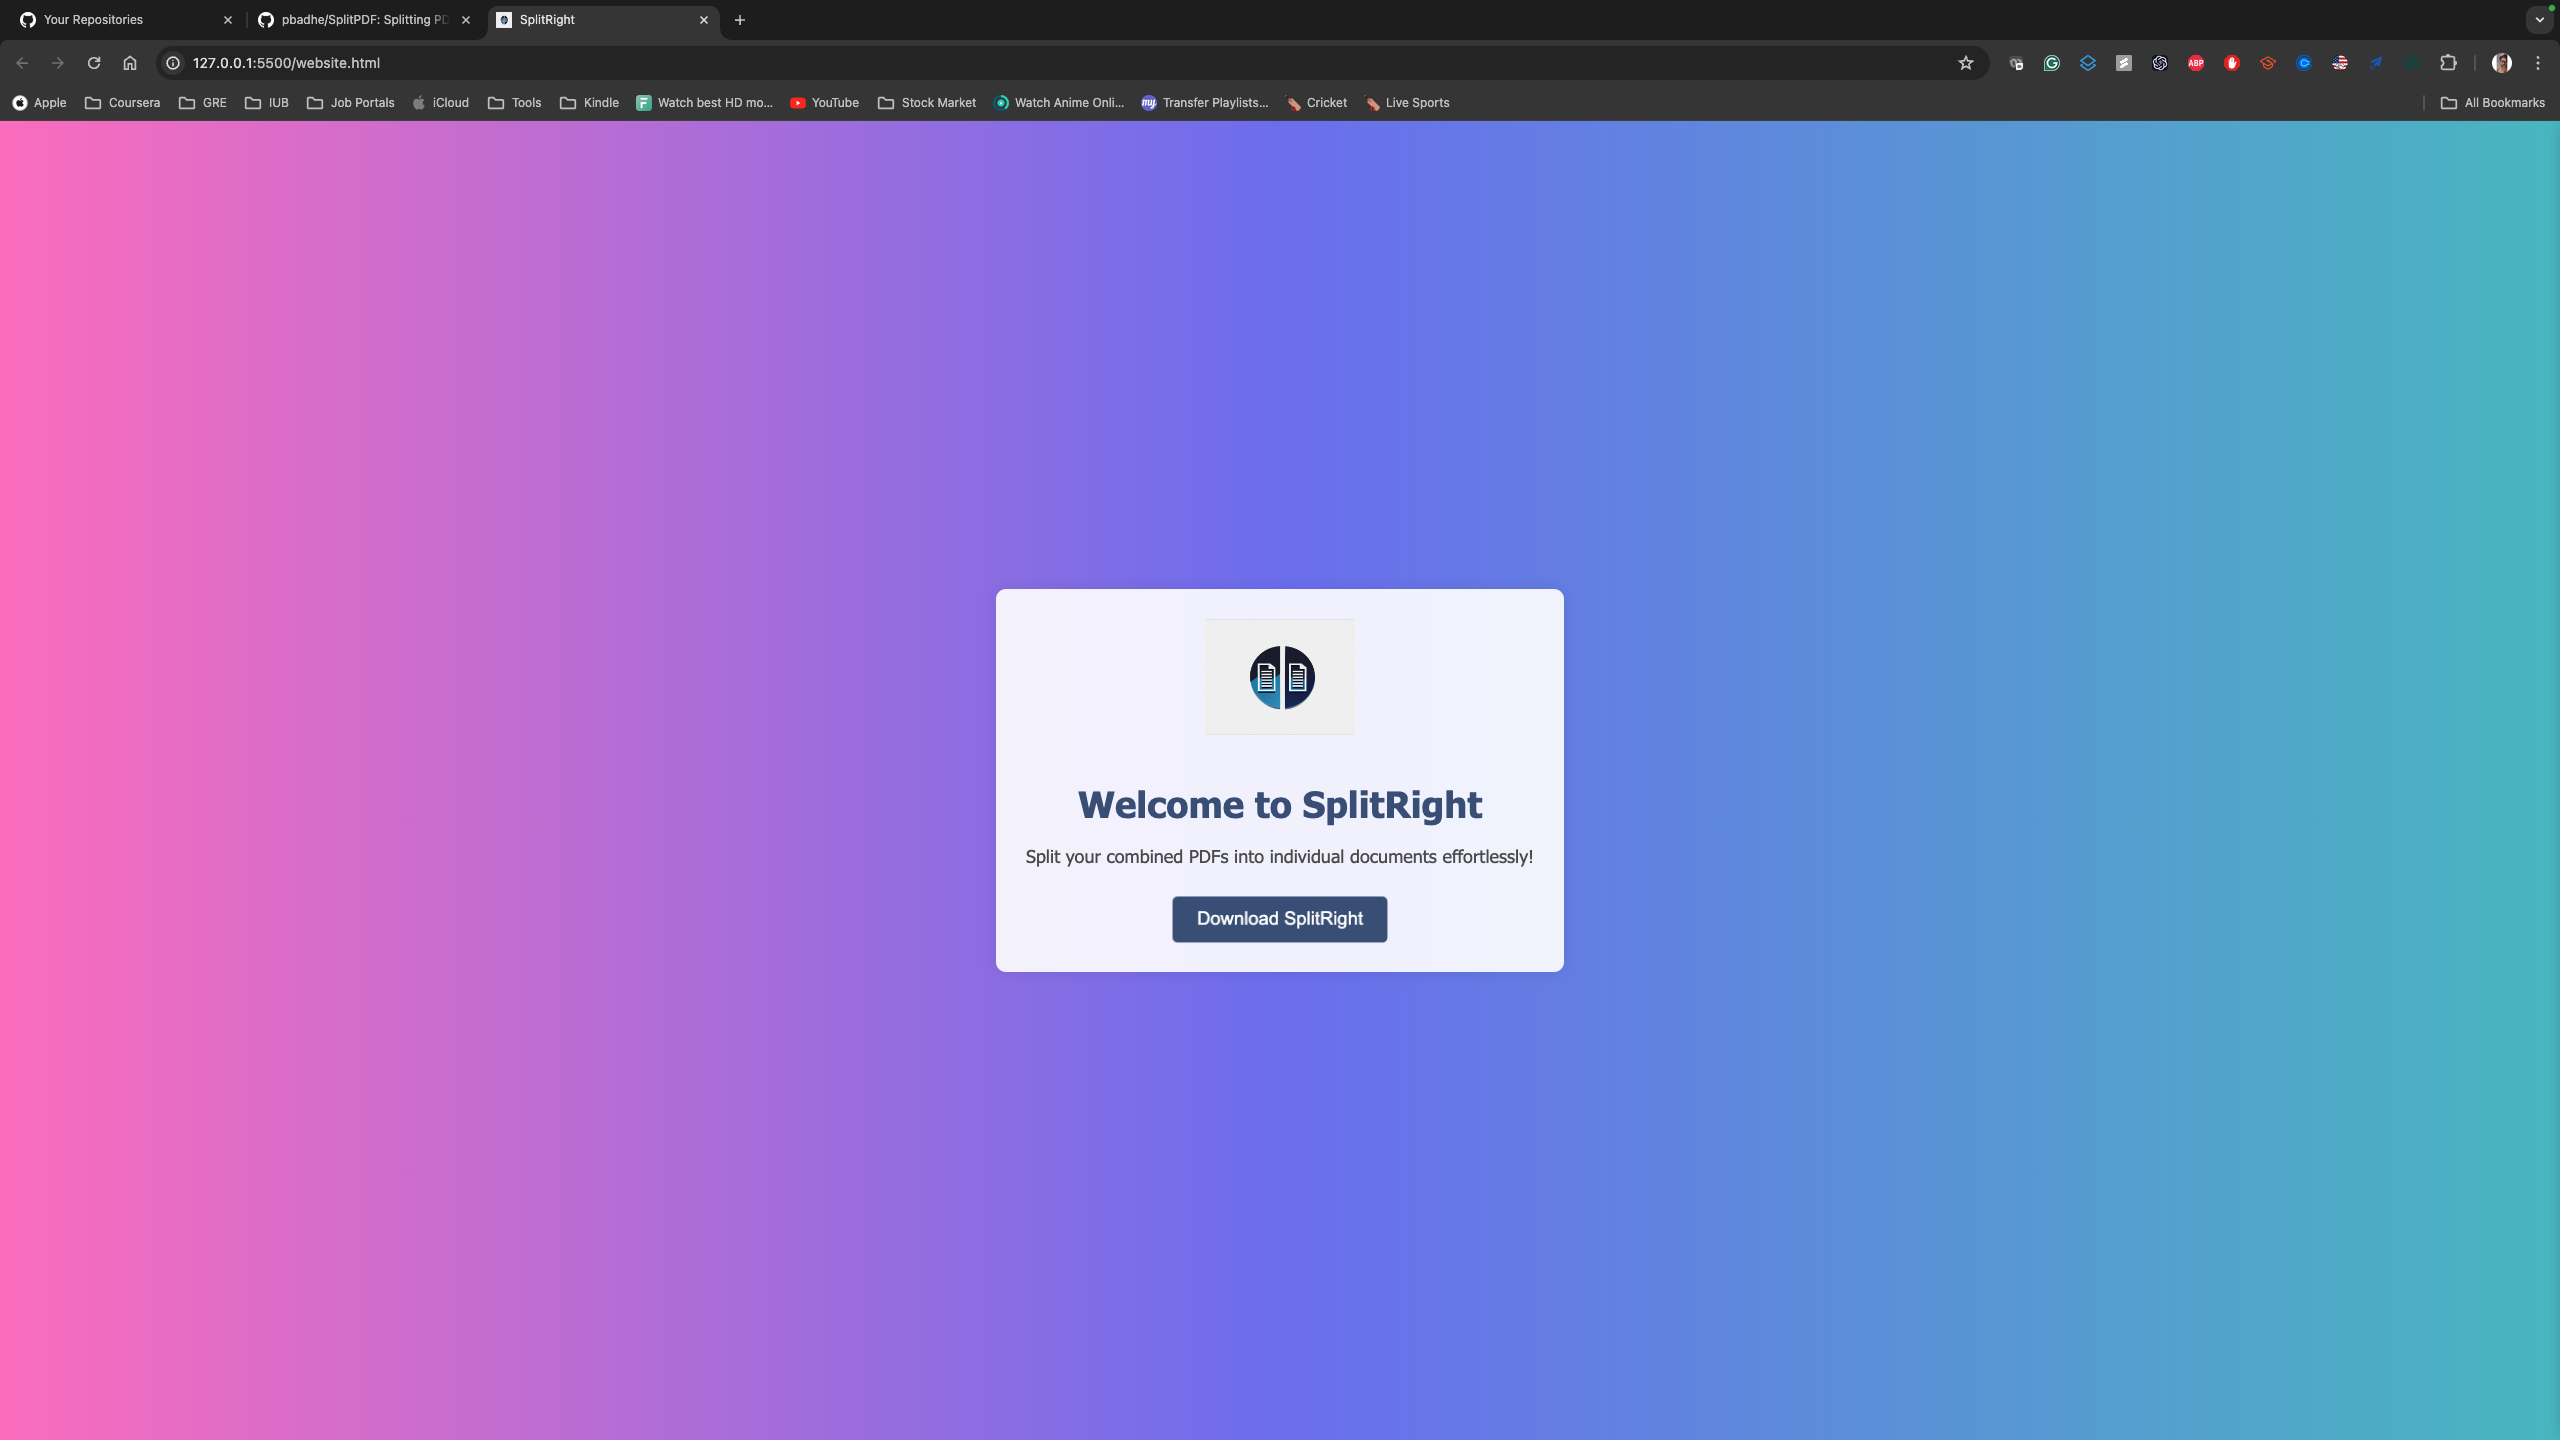 Your Repositories
pbadhe/SplitPDF: Splitting PD
SplitRight
127.0.0.1:5500/website.html
ABP
Apple
Coursera
GRE
IUB
Job Portals
iCloud
Tools
Kindle
Watch best HD mo...
YouTube
Stock Market
Watch Anime Onli...
my
Transfer Playlists...
Cricket
Live Sports
All Bookmarks
Welcome to SplitRight
Split your combined PDFs into individual documents effortlessly!
Download SplitRight